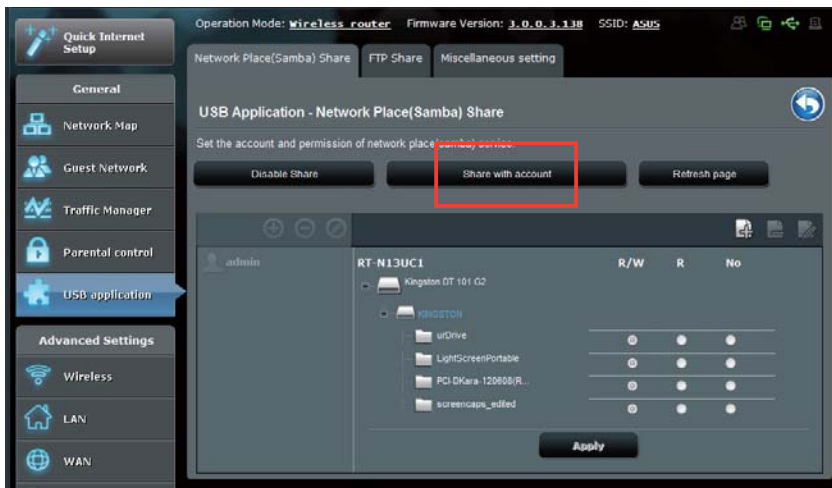 Operation Mode: Wireless router Firmware Version: 3.0.0.3.138 SSID: ASUS
Quick Internet
Setup
Network Place(Samba) Share FTP Share Miscellaneous setting
General
Network Map
Guest Network
Traffic Manager
Parental control
USB application
Advanced Settings
Wireless
LAN
WAN
USB Application - Network Place(Samba) Share
Set the account and permission of network place(samba) service.
Disable Share Share with account Refresh page
admin
RT-N13UC1 R/W R No
Kingston DT 101 G2
KINGSTON
urDrive
LightScreenPortable
PCI-DKara-120608(R...
screencaps_edited
Apply